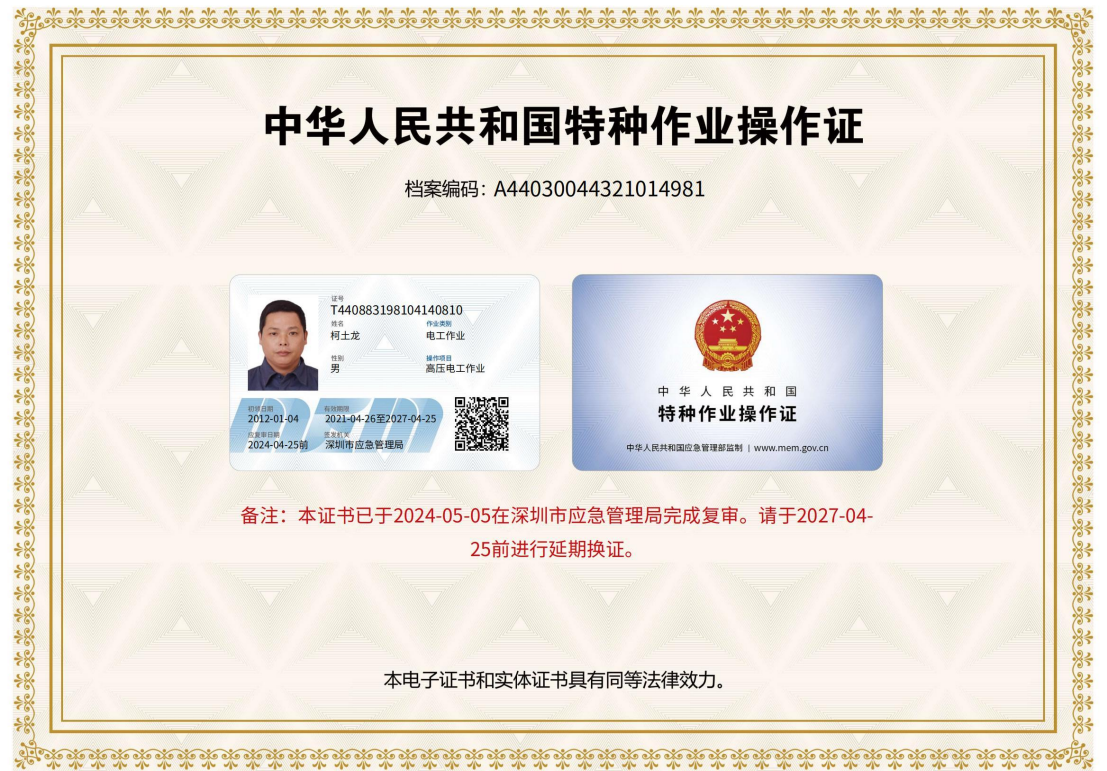 中华人民共和国特种作业操作证
档案编码：A44030044321014981
证号
T440883198104140810
姓名
柯土龙
作业类别
电工作业
性别
男
操作项目
高压电工作业
初领日期
2012-01-04
有效期限
2021-04-26至2027-04-25
应复审日期
2024-04-25前
签发机关
深圳市应急管理局
中华人民共和国
特种作业操作证
中华人民共和国应急管理部监制 | www.mem.gov.cn
备注：本证书已于2024-05-05在深圳市应急管理局完成复审。请于2027-04-
25前进行延期换证。
本电子证书和实体证书具有同等法律效力。